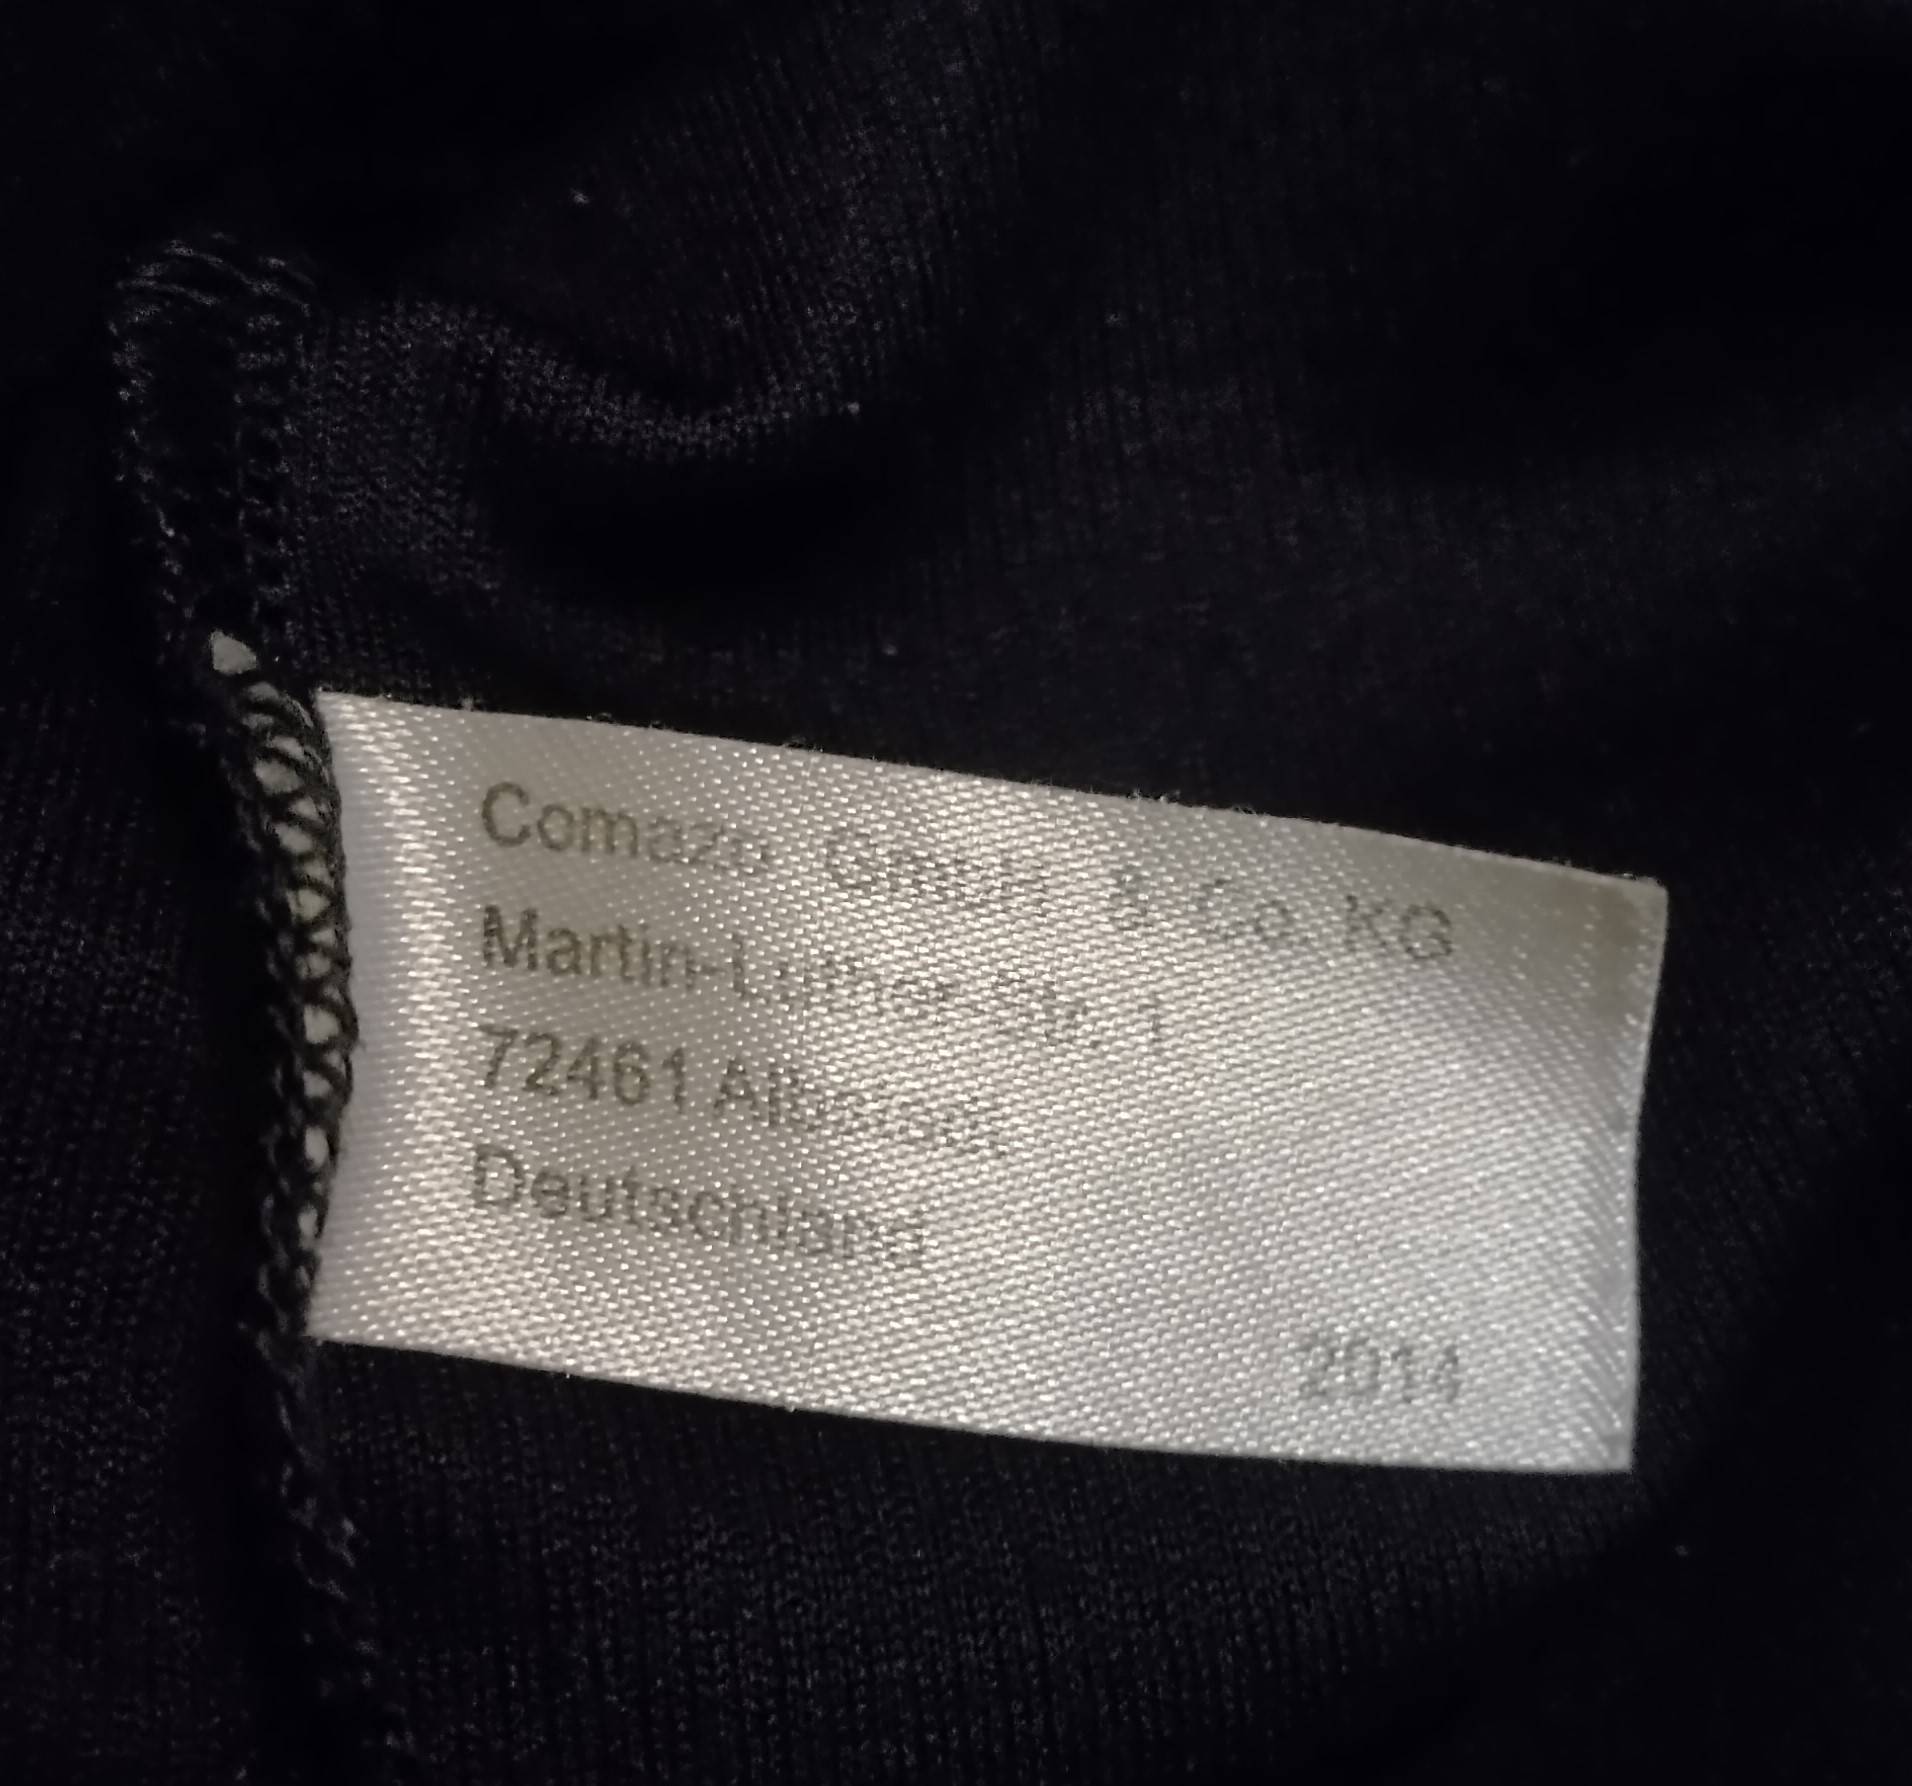 Comazo GmbH & Co. KG
Martin-Luther-Str. 1
72461 Albstadt
Deutschland
2014